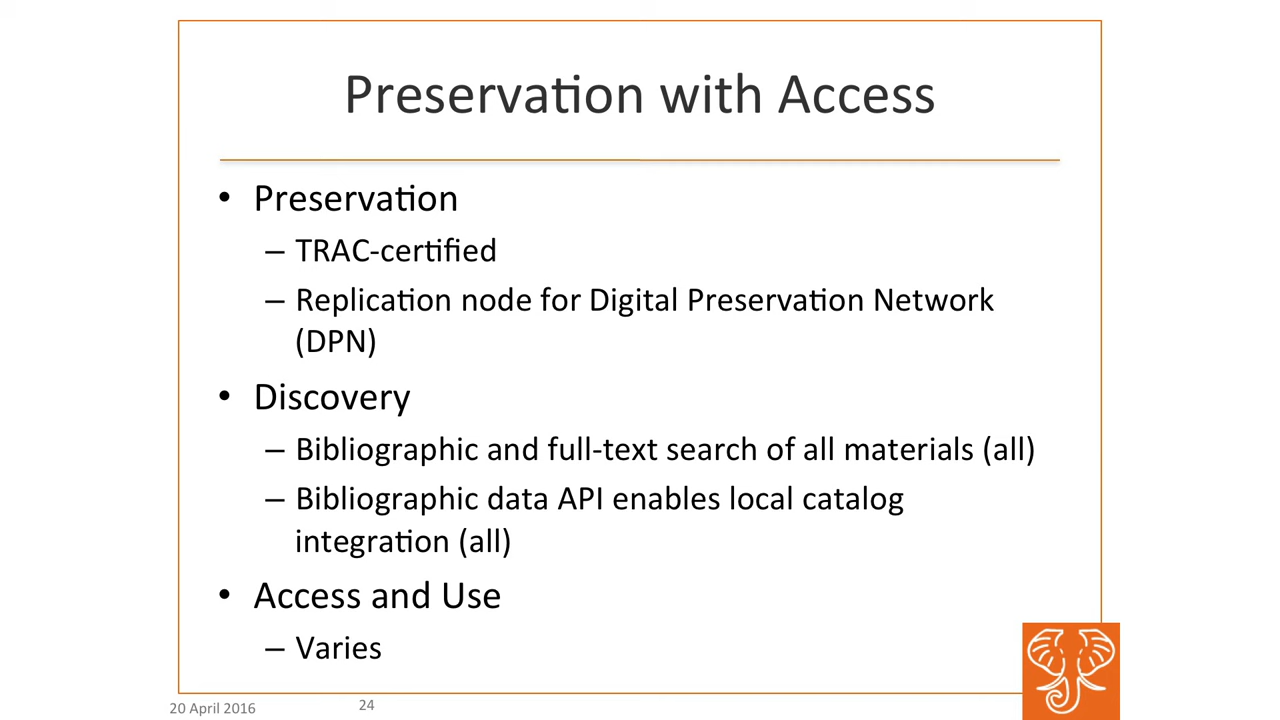 Preservation with Access
• Preservation
– TRAC-certified
– Replication node for Digital Preservation Network
(DPN)
• Discovery
– Bibliographic and full-text search of all materials (all)
– Bibliographic data API enables local catalog
integration (all)
• Access and Use
– Varies
20 April 2016
24